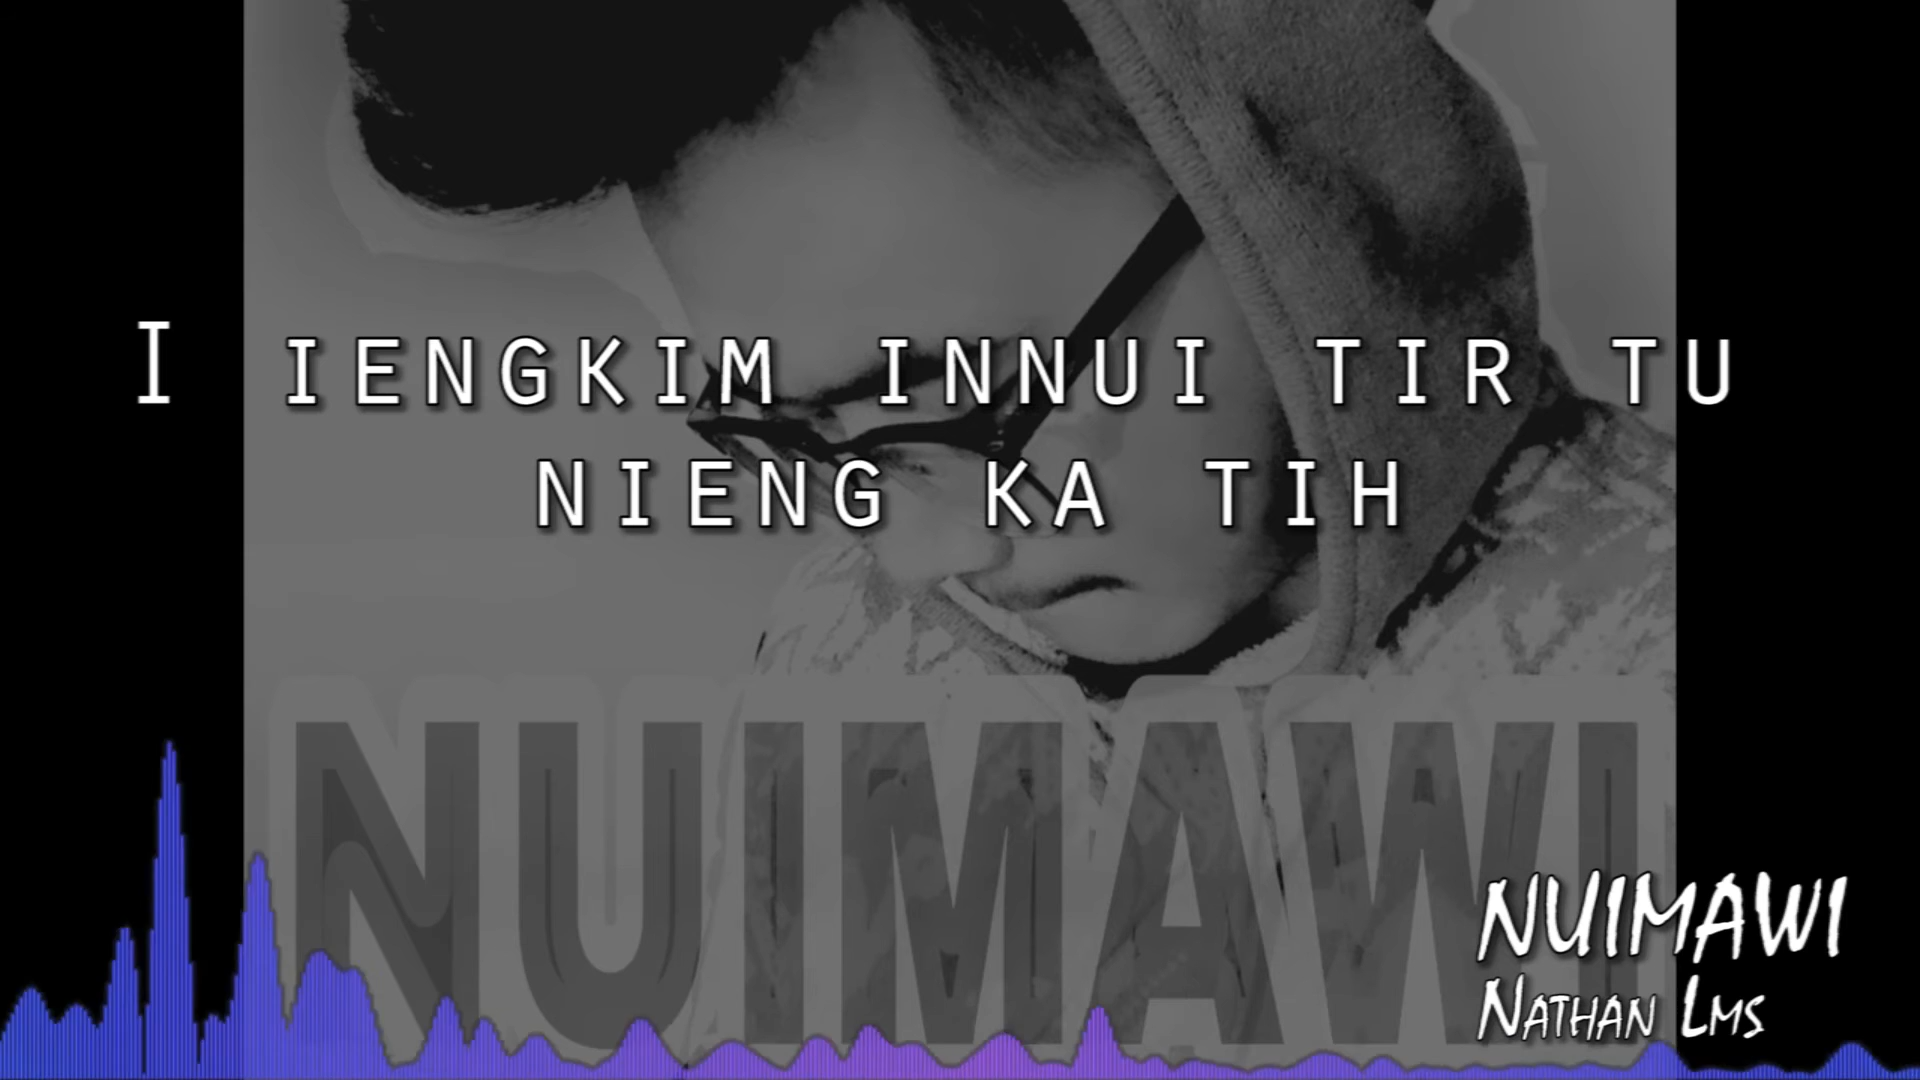 I IENGKIM INNUI TIR TU
NIENG KA TIH
NUIMAWI
NUIMAWI
NATHAN LMS